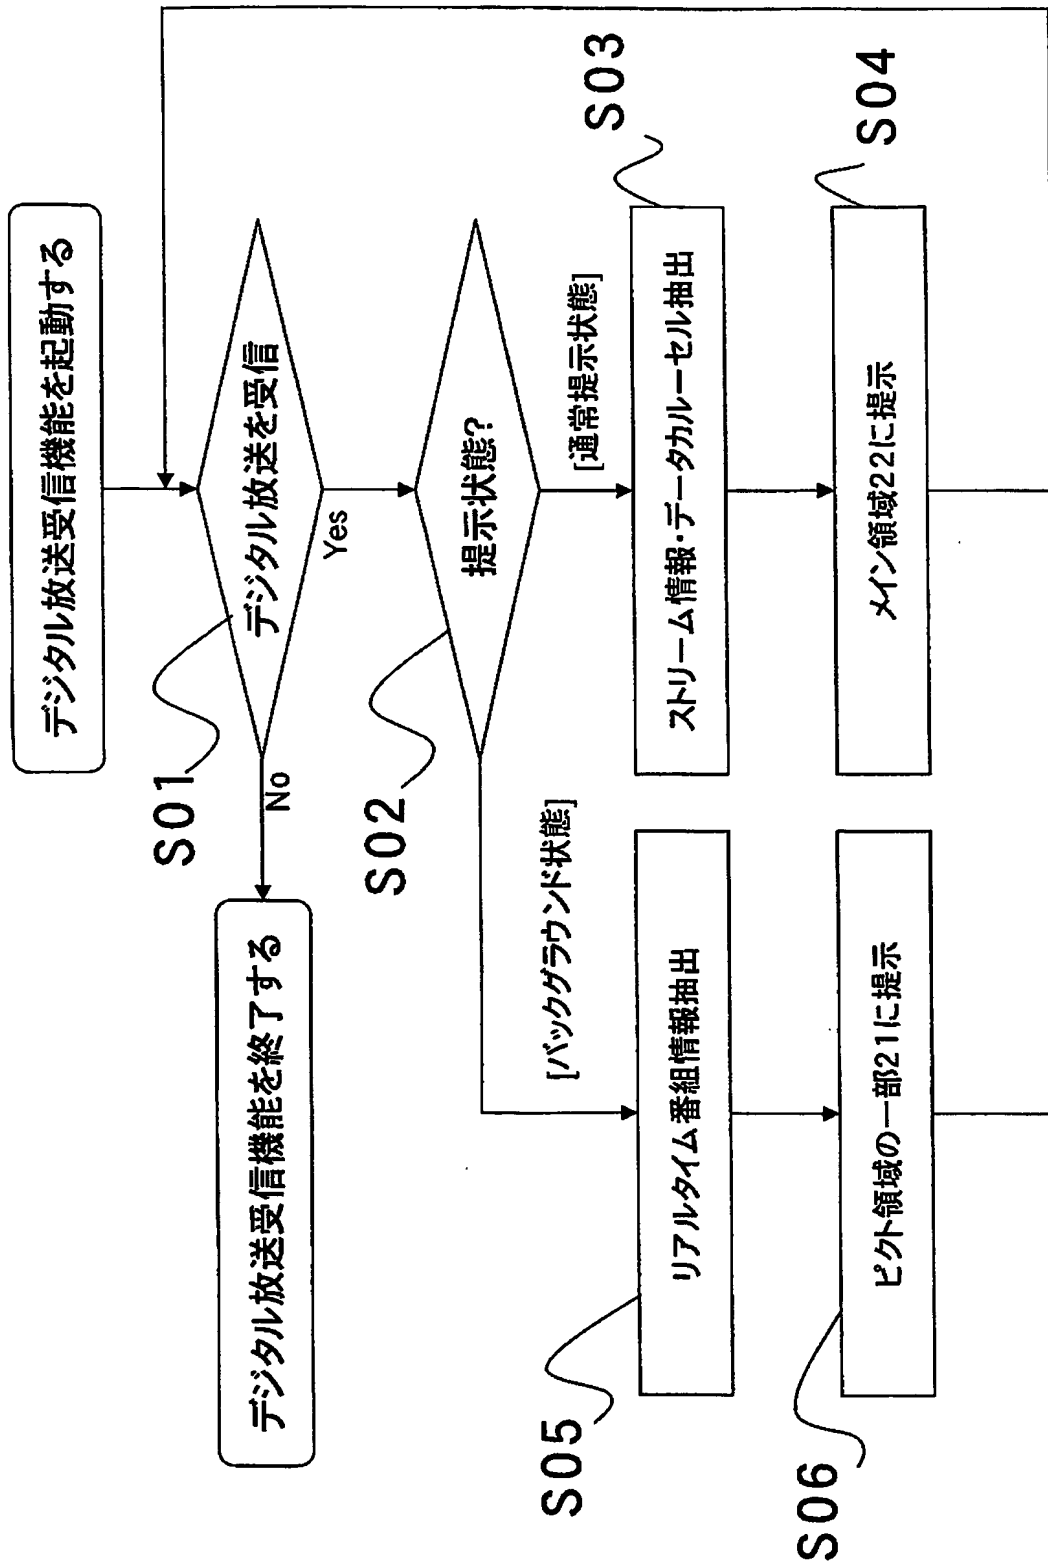 デジタル放送受信機能を起動する
S01
デジタル放送を受信
No
Yes
デジタル放送受信機能を終了する
S02
提示状態?
[通常提示状態]
[バックグラウンド状態]
S03
ストリーム情報・データカルーセル抽出
S04
メイン領域22に提示
S05
リアルタイム番組情報抽出
S06
ピクト領域の一部21に提示